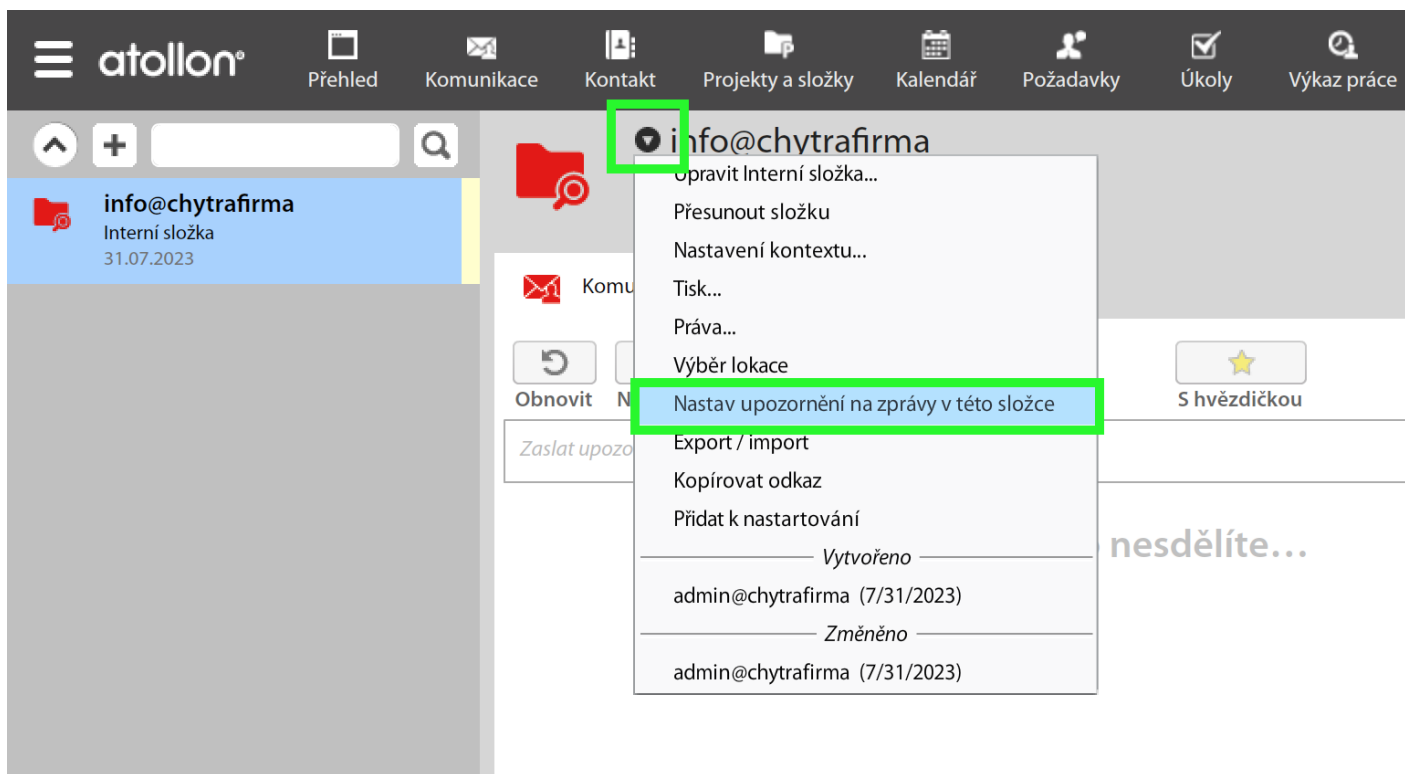 atollon®
Přehled
Komunikace
Kontakt
Projekty a složky
Kalendář
Požadavky
Úkoly
Výkaz práce
info@chytrafirma
Interní složka
31.07.2023
info@chytrafirma
Upravit Interní složka...
Přesunout složku
Nastavení kontextu...
Tisk...
Práva...
Výběr lokace
Nastav upozornění na zprávy v této složce
Export / import
Kopírovat odkaz
Přidat k nastartování
Vytvořeno
admin@chytrafirma (7/31/2023)
Změněno
admin@chytrafirma (7/31/2023)
Obnovit
S hvězdičkou
Zaslat
nesdělíte...